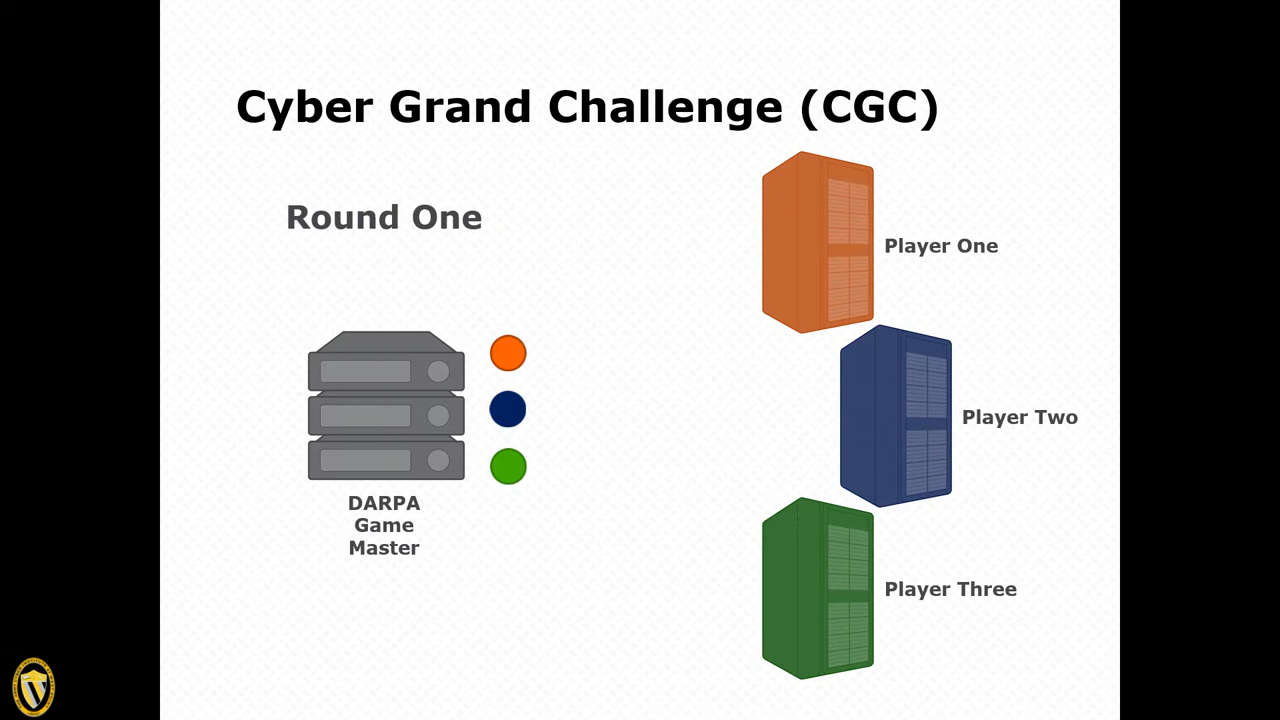 Cyber Grand Challenge (CGC)
Round One
Player One
Player Two
DARPA
Game
Master
Player Three